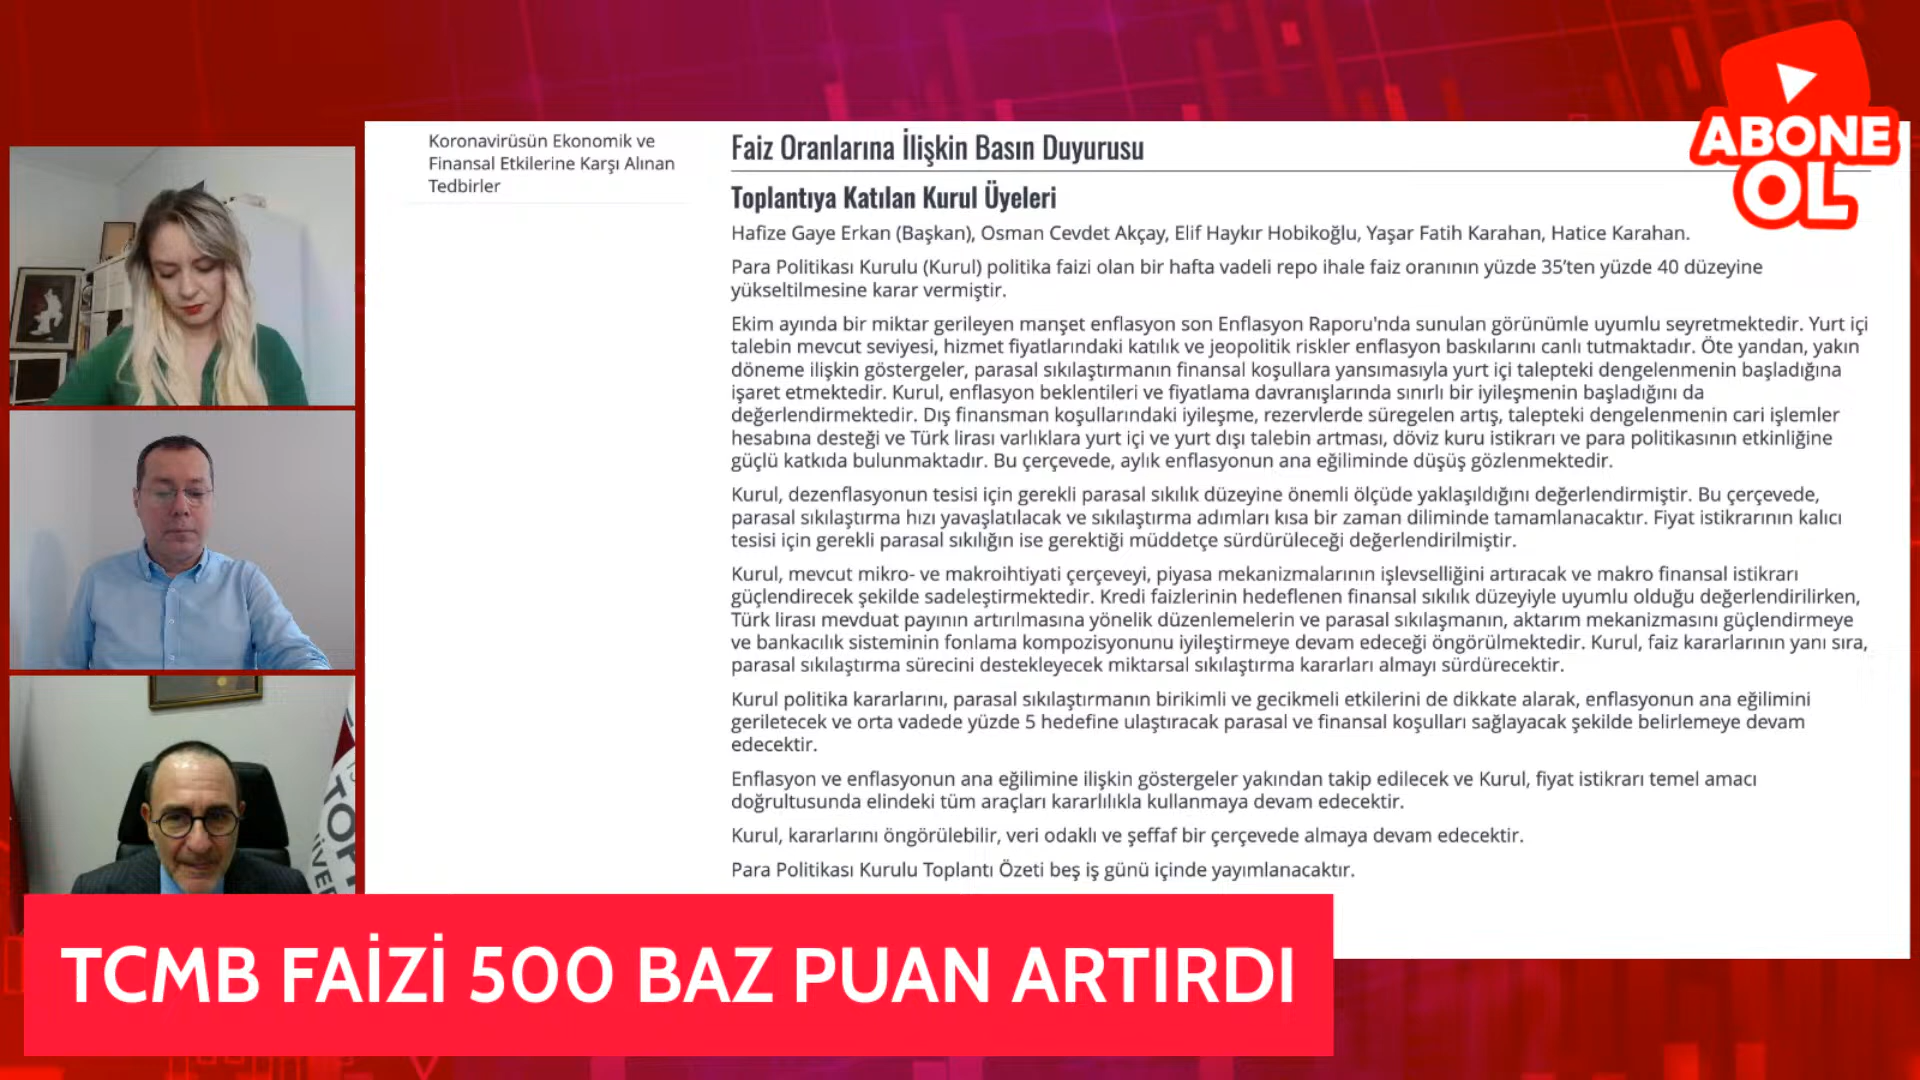 Koronavirüsün Ekonomik ve
Finansal Etkilerine Karşı Alınan
Tedbirler
Faiz Oranlarına İlişkin Basın Duyurusu
Toplantıya Katılan Kurul Üyeleri
Hafize Gaye Erkan (Başkan), Osman Cevdet Akçay, Elif Haykır Hobikoğlu, Yaşar Fatih Karahan, Hatice Karahan.
Para Politikası Kurulu (Kurul) politika faizi olan bir hafta vadeli repo ihale faiz oranının yüzde 35’ten yüzde 40 düzeyine
yükseltilmesine karar vermiştir.
Ekim ayında bir miktar gerileyen manşet enflasyon son Enflasyon Raporu'nda sunulan görünümle uyumlu seyretmektedir. Yurt içi
talebin mevcut seviyesi, hizmet fiyatlarındaki katılık ve jeopolitik riskler enflasyon baskılarını canlı tutmaktadır. Öte yandan, yakın
döneme ilişkin göstergeler, parasal sıkılaştırmanın finansal koşullara yansımasıyla yurt içi talepteki dengelenmenin başladığına
işaret etmektedir. Kurul, enflasyon beklentileri ve fiyatlama davranışlarında sınırlı bir iyileşmenin başladığını da
değerlendirmektedir. Dış finansman koşullarındaki iyileşme, rezervlerde süregelen artış, talepteki dengelenmenin cari işlemler
hesabına desteği ve Türk lirası varlıklara yurt içi ve yurt dışı talebin artması, döviz kuru istikrarı ve para politikasının etkinliğine
güçlü katkıda bulunmaktadır. Bu çerçevede, aylık enflasyonun ana eğiliminde düşüş gözlenmektedir.
Kurul, dezenflasyonun tesisi için gerekli parasal sıkılık düzeyine önemli ölçüde yaklaşıldığını değerlendirmiştir. Bu çerçevede,
parasal sıkılaştırma hızı yavaşlatılacak ve sıkılaştırma adımları kısa bir zaman diliminde tamamlanacaktır. Fiyat istikrarının kalıcı
tesisi için gerekli parasal sıkılığın ise gerektiği müddetçe sürdürüleceği değerlendirilmiştir.
Kurul, mevcut mikro- ve makroihtiyati çerçeveyi, piyasa mekanizmalarının işlevselliğini artıracak ve makro finansal istikrarı
güçlendirecek şekilde sadeleştirmektedir. Kredi faizlerinin hedeflenen finansal sıkılık düzeyiyle uyumlu olduğu değerlendirilirken,
Türk lirası mevduat payının artırılmasına yönelik düzenlemelerin ve parasal sıkılaşmanın, aktarım mekanizmasını güçlendirmeye
ve bankacılık sisteminin fonlama kompozisyonunu iyileştirmeye devam edeceği öngörülmektedir. Kurul, faiz kararlarının yanı sıra,
parasal sıkılaştırma sürecini destekleyecek miktarsal sıkılaştırma kararları almayı sürdürecektir.
Kurul politika kararlarını, parasal sıkılaştırmanın birikimli ve gecikmeli etkilerini de dikkate alarak, enflasyonun ana eğilimini
geriletecek ve orta vadede yüzde 5 hedefine ulaştıracak parasal ve finansal koşulları sağlayacak şekilde belirlemeye devam
edecektir.
Enflasyon ve enflasyonun ana eğilimine ilişkin göstergeler yakından takip edilecek ve Kurul, fiyat istikrarı temel amacı
doğrultusunda elindeki tüm araçları kararlılıkla kullanmaya devam edecektir.
Kurul, kararlarını öngörülebilir, veri odaklı ve şeffaf bir çerçevede almaya devam edecektir.
Para Politikası Kurulu Toplantı Özeti beş iş günü içinde yayımlanacaktır.
ABONE
OL
TCMB FAİZİ 500 BAZ PUAN ARTIRDI